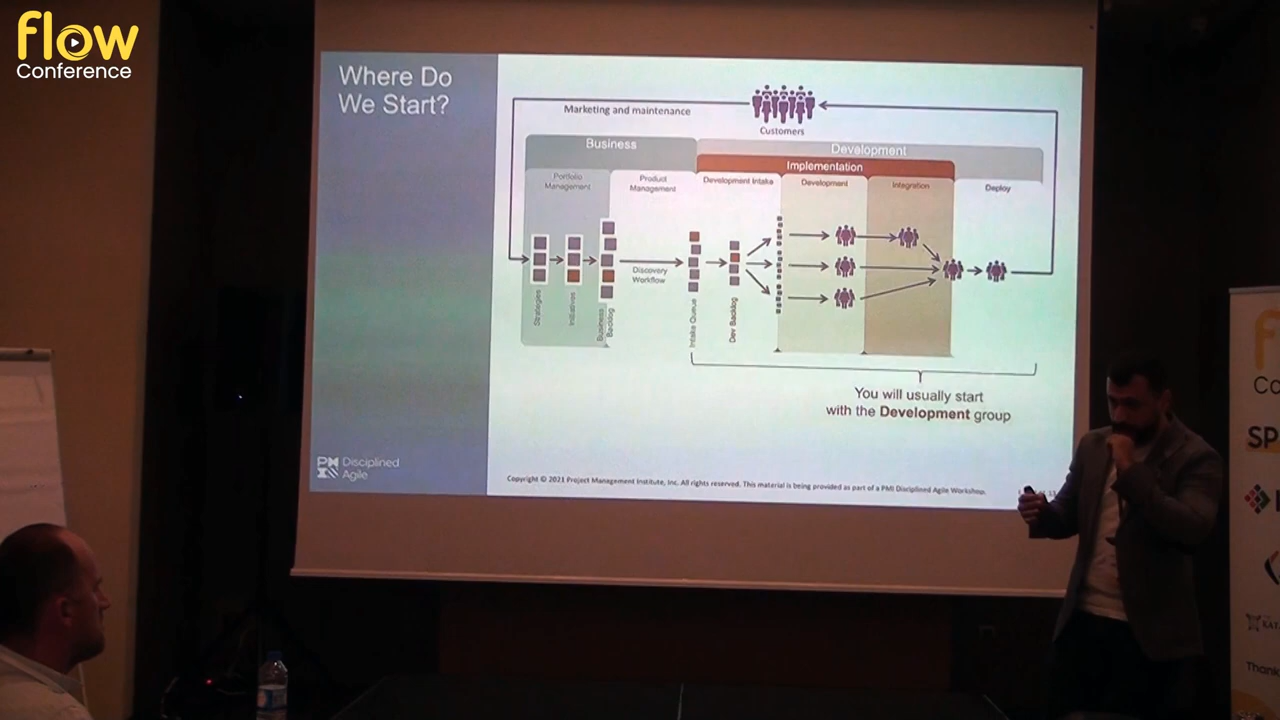 flow
Conference
Where Do
We Start?
Marketing and maintenance
Customers
Business
Development
Implementation
Portfolio
Management
Product
Management
Development Intake
Development
Integration
Deploy
Discovery
Workflow
Strategies
Initiatives
Business
Backlog
Intake Queue
Dev Backlog
You will usually start
with the Development group
PM
Disciplined
Agile
Copyright © 2021 Project Management Institute, Inc. All rights reserved. This material is being provided as part of a PMI Disciplined Agile Workshop.
SP
Thank